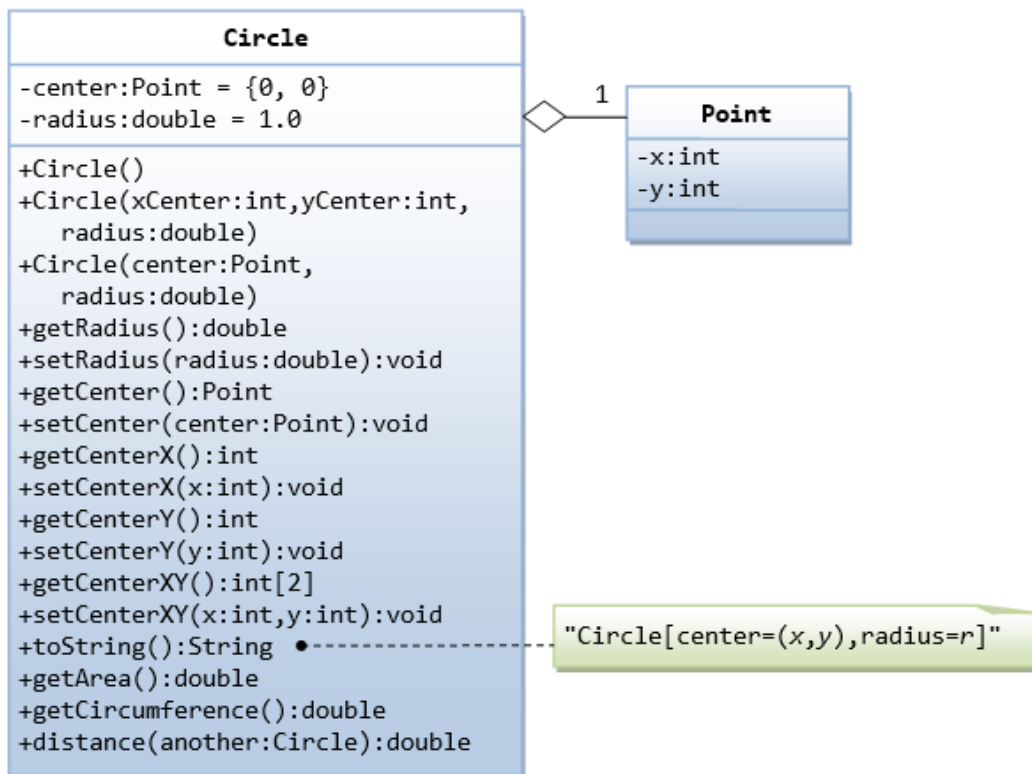 Circle
-center:Point = {0, 0}
-radius:double = 1.0
+Circle()
+Circle(xCenter:int,yCenter:int,
radius:double)
+Circle(center:Point,
radius:double)
+getRadius():double
+setRadius(radius:double):void
+getCenter():Point
+setCenter(center:Point):void
+getCenterX():int
+setCenterX(x:int):void
+getCenterY():int
+setCenterY(y:int):void
+getCenterXY():int[2]
+setCenterXY(x:int,y:int):void
+toString():String
+getArea():double
+getCircumference():double
+distance(another:Circle):double
1
Point
-x:int
-y:int
"Circle[center=(x,y),radius=r]"